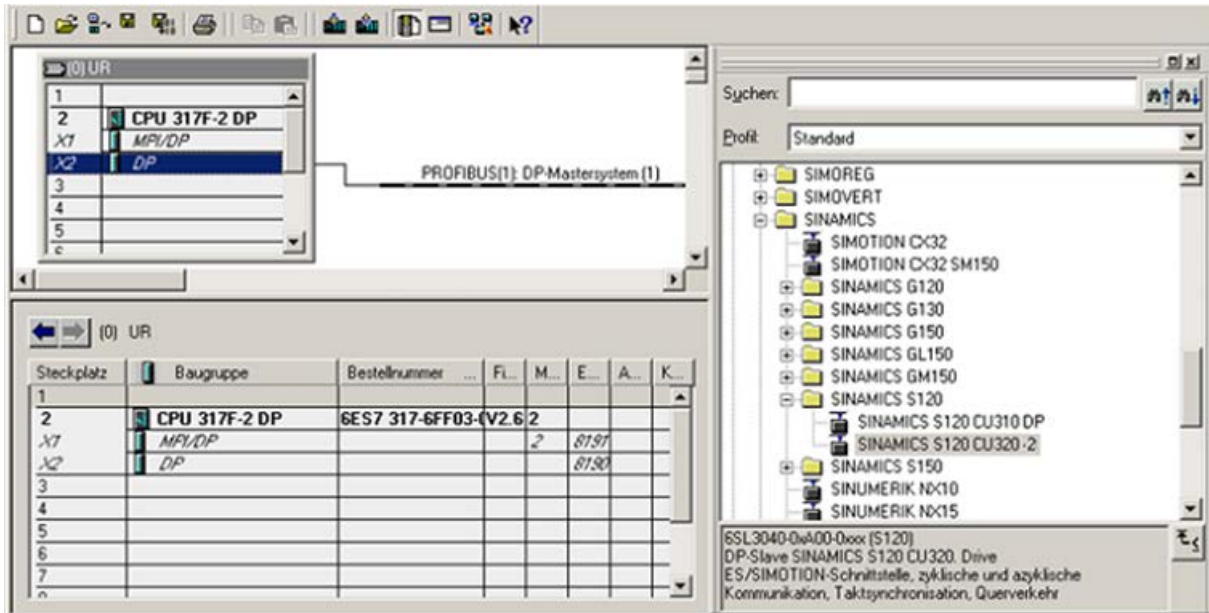 (0) UR
1
2 CPU 317F-2 DP
X1 MPI/DP
X2 DP
3
4
5
PROFIBUS(1): DP-Mastersystem (1)
(0) UR
Steckplatz Baugruppe Bestellnummer ... Fi... M... E... A... K...
1
2 CPU 317F-2 DP 6ES7 317-6FF03-( V2.6 2
X1 MPI/DP 2 8191
X2 DP 8190
3
4
5
6
7
Suchen:
Profil: Standard
SIMOREG
SIMOVERT
SINAMICS
SIMOTION CX32
SIMOTION CX32 SM150
SINAMICS G120
SINAMICS G130
SINAMICS G150
SINAMICS GL150
SINAMICS GM150
SINAMICS S120
SINAMICS S120 CU310 DP
SINAMICS S120 CU320 -2
SINAMICS S150
SINUMERIK NX10
SINUMERIK NX15
6SL3040-0xA00-0xxx (S120)
DP-Slave SINAMICS S120 CU320. Drive
ES/SIMOTION-Schnittstelle, zyklische und azyklische
Kommunikation, Taktsynchronisation, Querverkehr